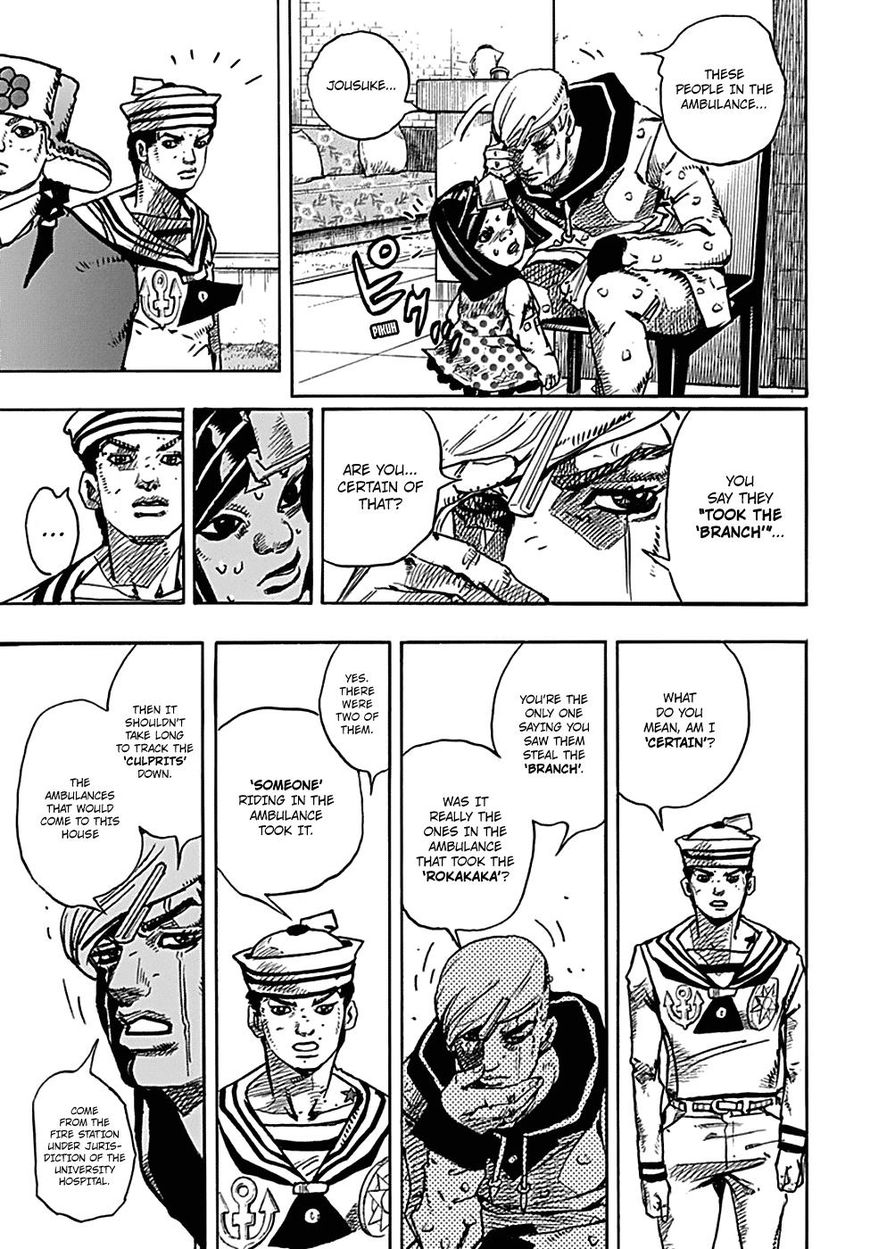 THESE
PEOPLE IN THE
AMBULANCE...
JOUSUKE...
ピクッ
PIKUH
YOU
SAY THEY
"TOOK THE
'BRANCH'"...
ARE YOU...
CERTAIN OF
THAT?
...
WHAT
DO YOU
MEAN, AM I
'CERTAIN'?
YOU'RE THE
ONLY ONE
SAYING YOU
SAW THEM
STEAL THE
'BRANCH'.
WAS IT
REALLY THE
ONES IN THE
AMBULANCE
THAT TOOK THE
'ROKAKAKA'?
YES.
THERE
WERE
TWO OF
THEM.
'SOMEONE'
RIDING IN THE
AMBULANCE
TOOK IT.
THEN IT
SHOULDN'T
TAKE LONG
TO TRACK THE
'CULPRITS'
DOWN.
THE
AMBULANCES
THAT WOULD
COME TO THIS
HOUSE
COME
FROM THE
FIRE STATION
UNDER JURIS-
DICTION OF THE
UNIVERSITY
HOSPITAL.